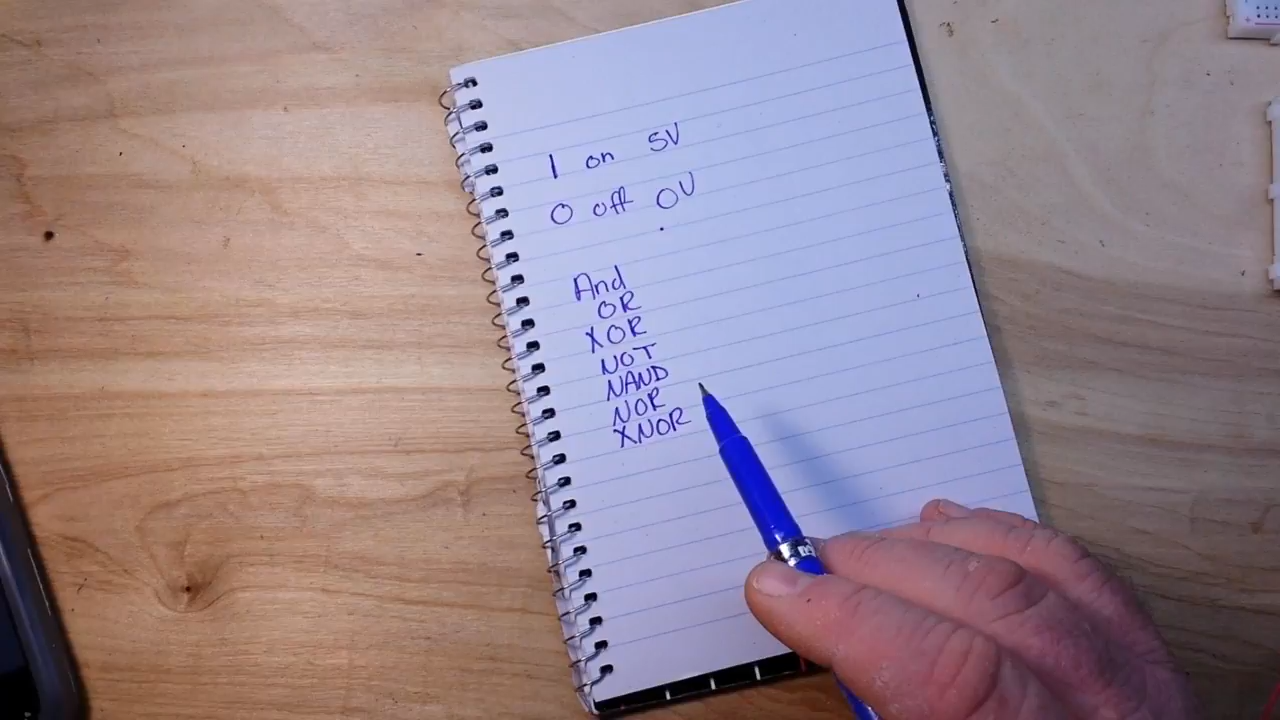 1 on 5V
0 off 0V
And
OR
XOR
NOT
NAND
NOR
XNOR